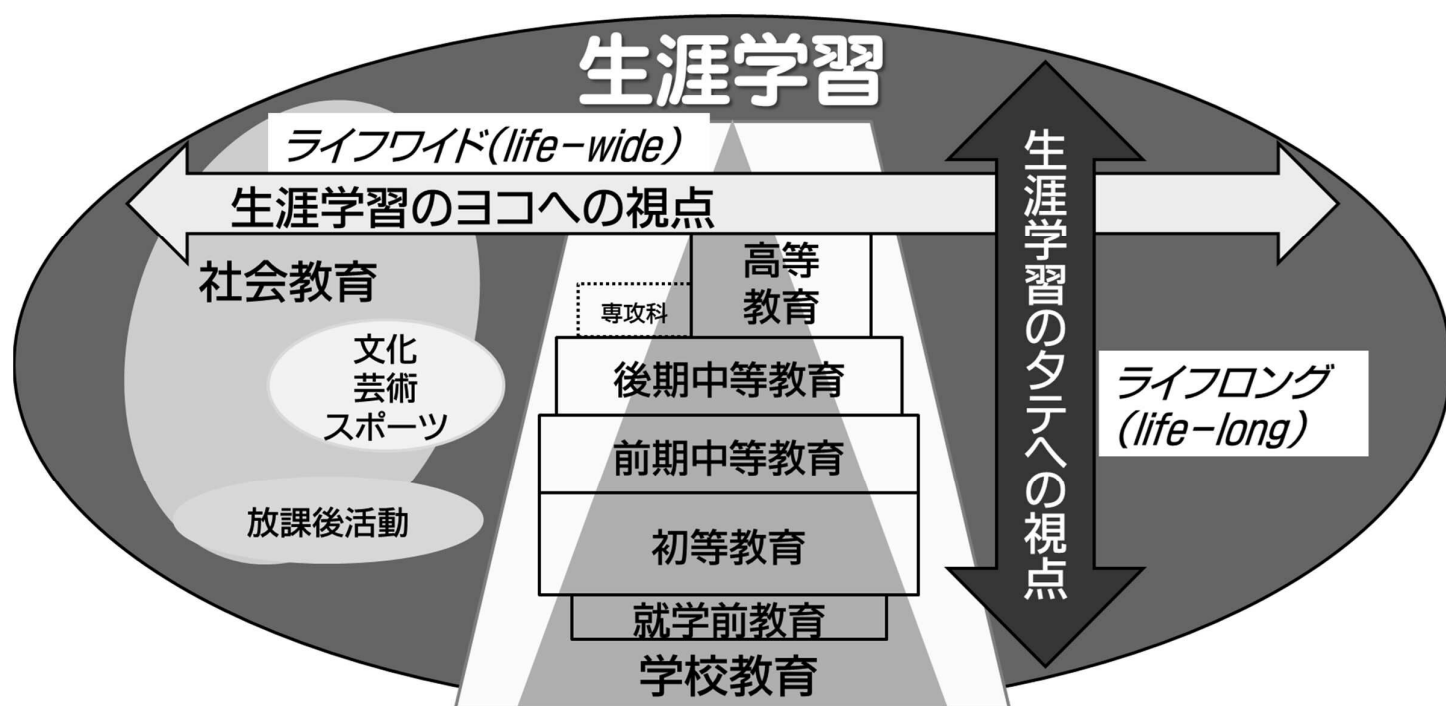 生涯学習
ライフワイド(life-wide)
生涯学習のヨコへの視点
社会教育
文化
芸術
スポーツ
放課後活動
高等
教育
専攻科
後期中等教育
前期中等教育
初等教育
就学前教育
学校教育
生涯学習のタテへの視点
ライフロング
(life-long)